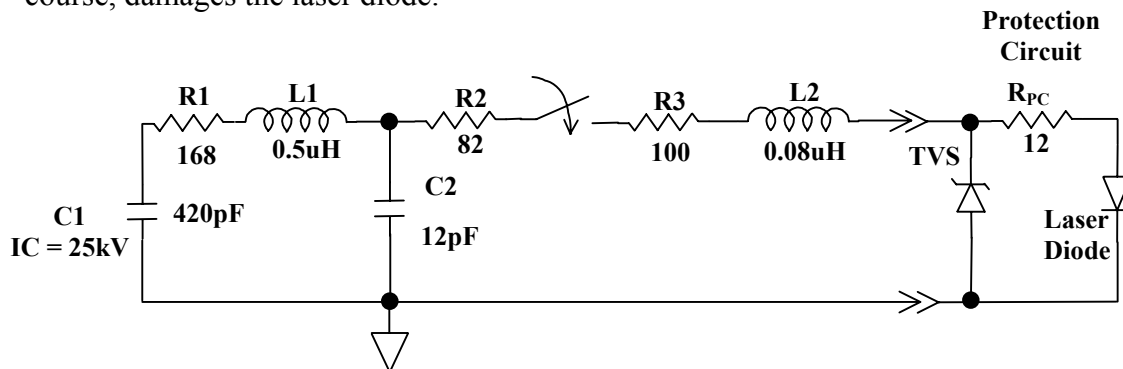 course, damages the laser diode.
Protection
Circuit
R1
L1
R2
R3
L2
R_PC
168
0.5uH
82
100
0.08uH
12
TVS
C2
C1
420pF
12pF
IC = 25kV
Laser
Diode